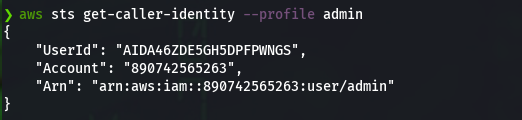 ❯ aws sts get-caller-identity --profile admin
{
    "UserId": "AIDA46ZDE5GH5DPFPWNGS",
    "Account": "890742565263",
    "Arn": "arn:aws:iam::890742565263:user/admin"
}